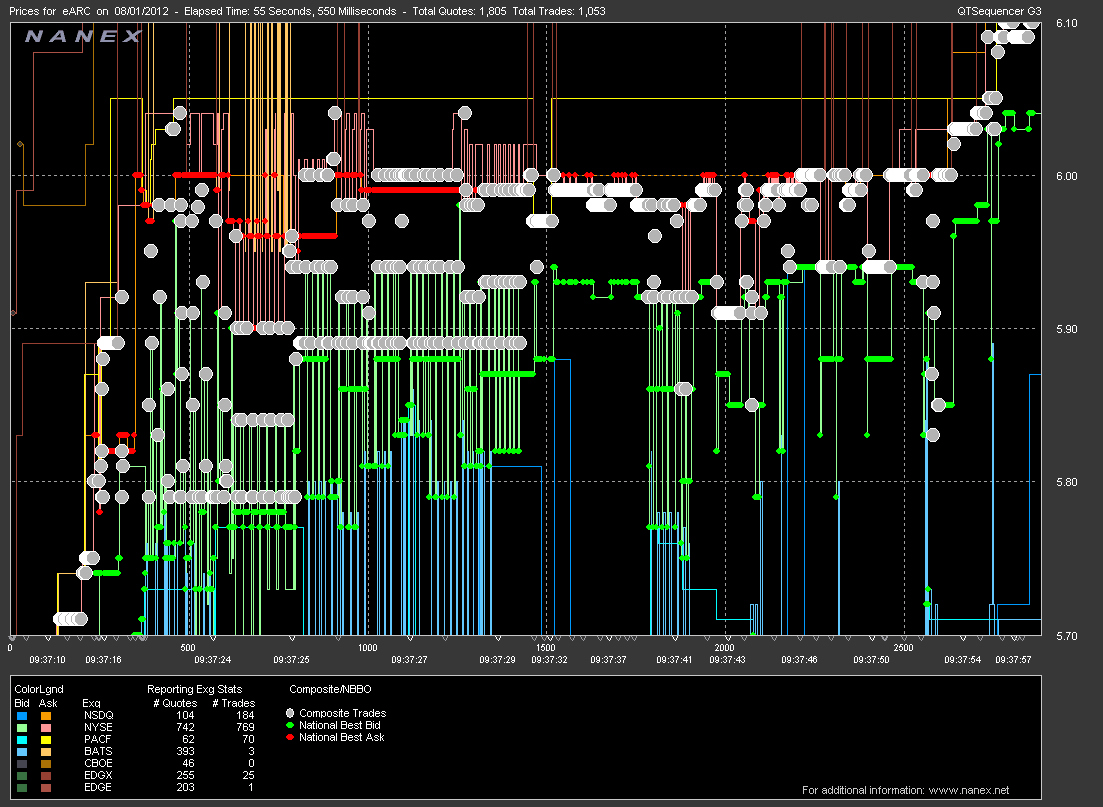 Prices for eARC on 08/01/2012 - Elapsed Time: 55 Seconds, 550 Milliseconds - Total Quotes: 1,805 Total Trades: 1,053 QTSequencer G3
NANEX
6.10
6.00
5.90
5.80
5.70
0 500 1000 1500 2000 2500
09:37:10 09:37:16 09:37:24 09:37:25 09:37:27 09:37:29 09:37:32 09:37:37 09:37:41 09:37:43 09:37:46 09:37:50 09:37:54 09:37:57
ColorLgnd Reporting Exg Stats Composite/NBBO
Bid Ask Exq # Quotes # Trades
NSDQ 104 184
NYSE 742 769
PACF 62 70
BATS 393 3
CBOE 46 0
EDGX 255 25
EDGE 203 1
Composite Trades
National Best Bid
National Best Ask
For additional information: www.nanex.net